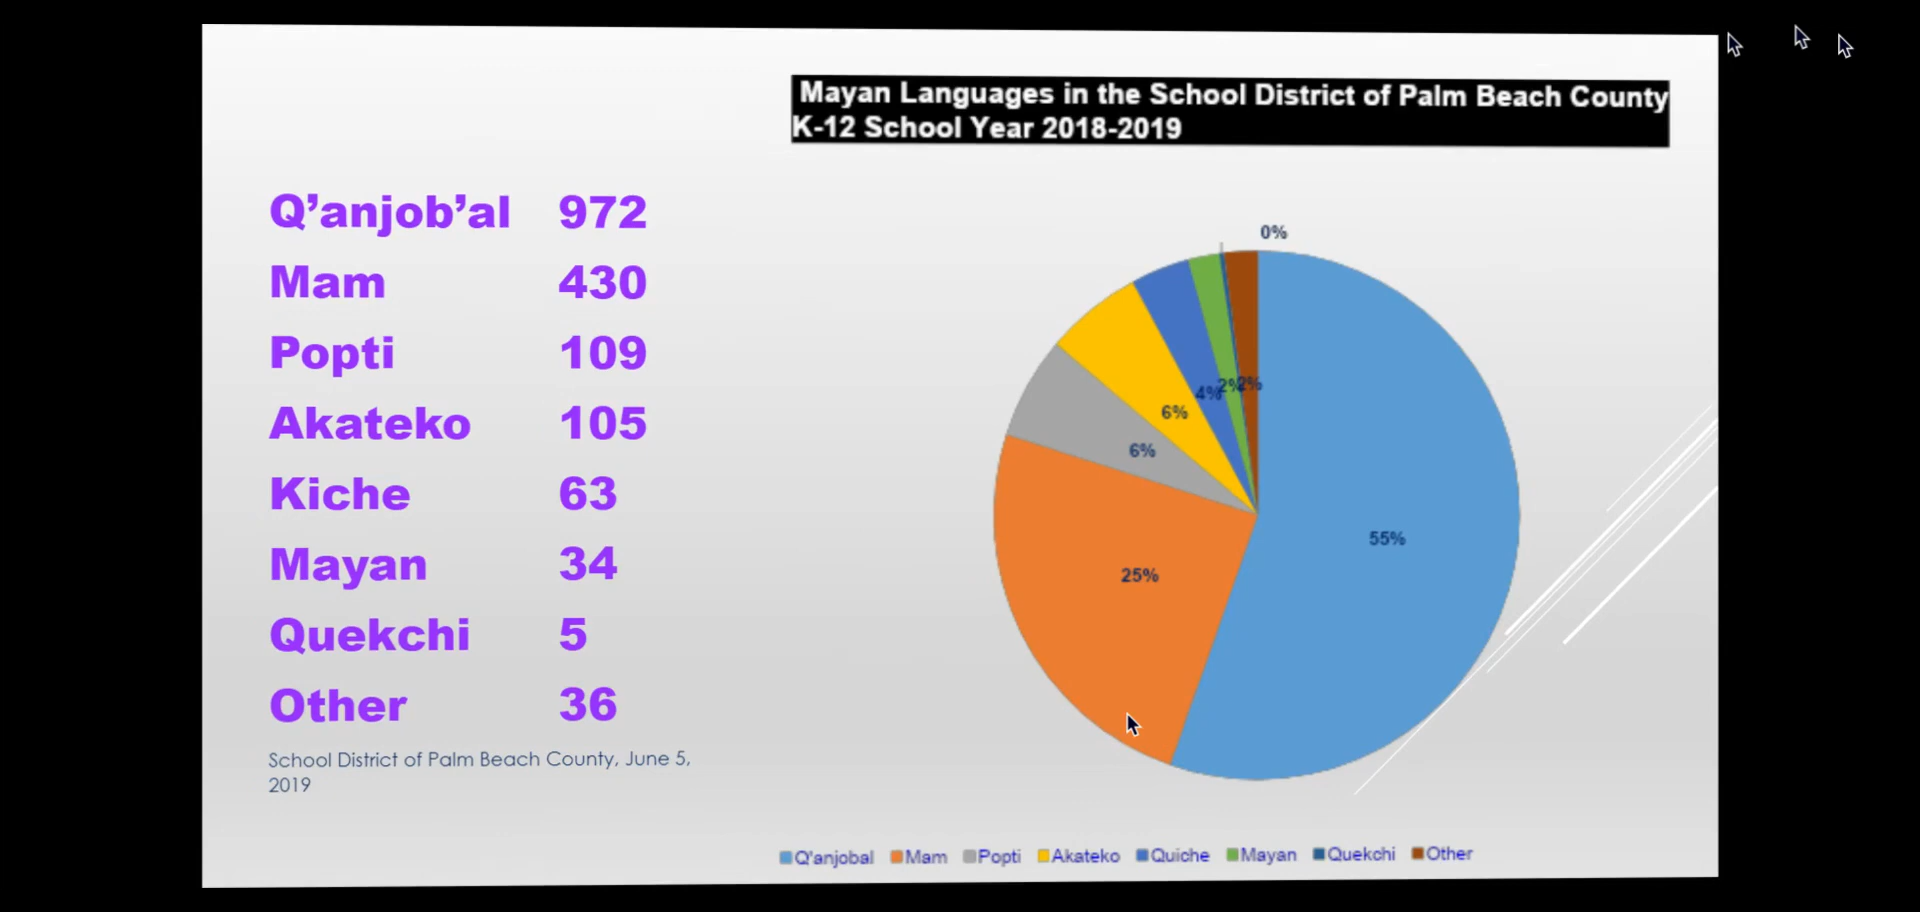 Mayan Languages in the School District of Palm Beach County
K-12 School Year 2018-2019
Q’anjob’al 972
Mam 430
Popti 109
Akateko 105
Kiche 63
Mayan 34
Quekchi 5
Other 36
School District of Palm Beach County, June 5,
2019
0%
4% 2% 2%
6%
6%
55%
25%
Q'anjobal Mam Popti Akateko Quiche Mayan Quekchi Other